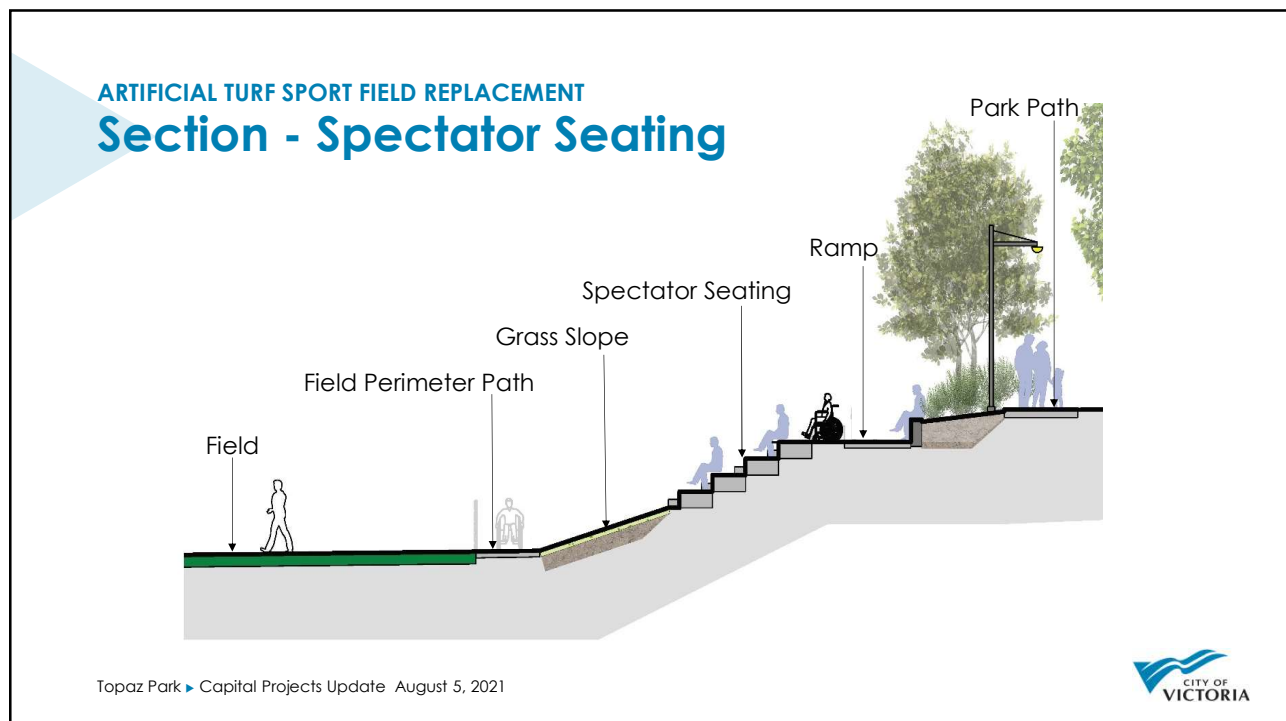 ARTIFICIAL TURF SPORT FIELD REPLACEMENT
Section - Spectator Seating
Park Path
Ramp
Spectator Seating
Grass Slope
Field Perimeter Path
Field
Topaz Park ▶ Capital Projects Update August 5, 2021
CITY OF
VICTORIA